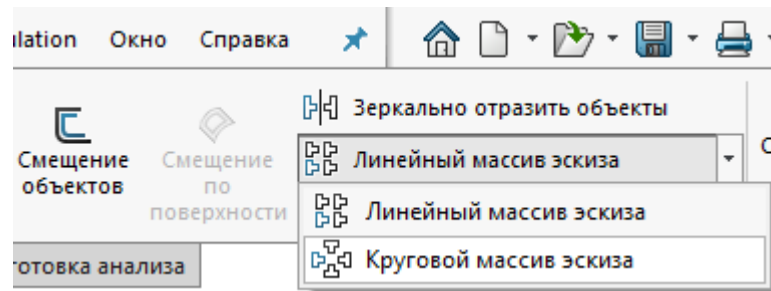 ulation Окно Справка
Зеркально отразить объекты
Смещение объектов
Смещение по поверхности
Линейный массив эскиза
Линейный массив эскиза
Круговой массив эскиза
готовка анализа